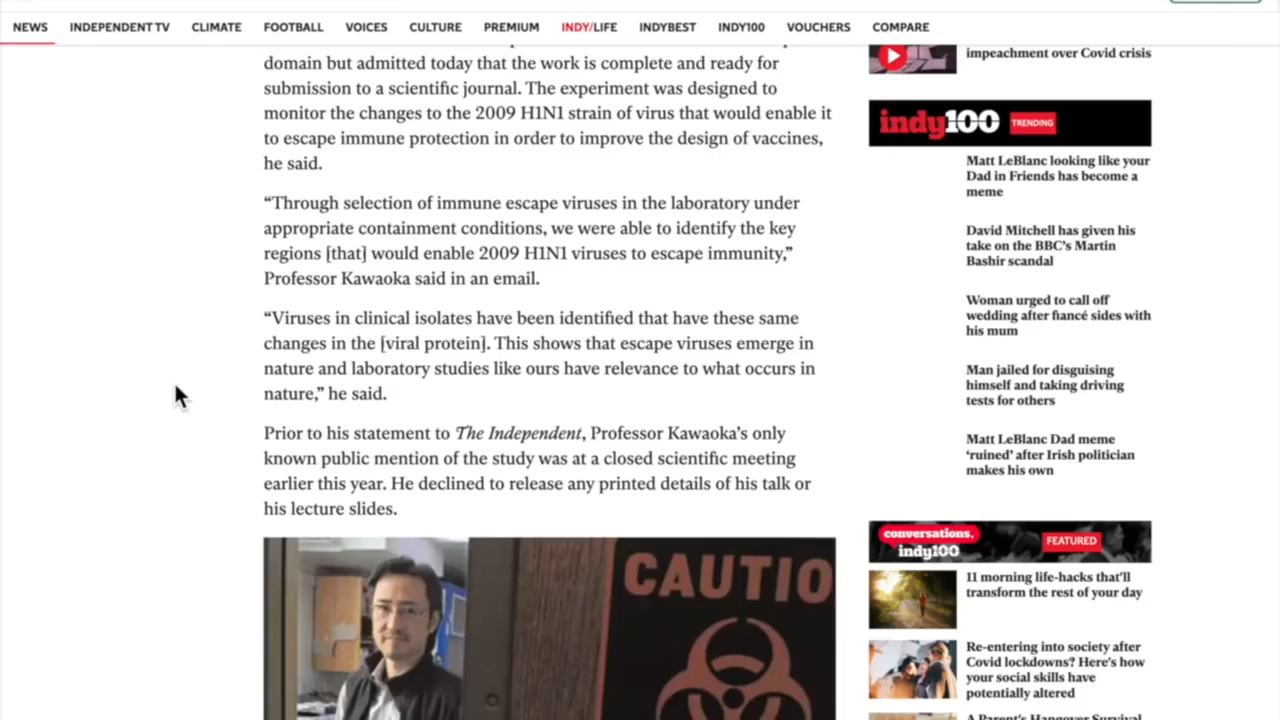 NEWS INDEPENDENT TV CLIMATE FOOTBALL VOICES CULTURE PREMIUM INDY/LIFE INDYBEST INDY100 VOUCHERS COMPARE
domain but admitted today that the work is complete and ready for
submission to a scientific journal. The experiment was designed to
monitor the changes to the 2009 H1N1 strain of virus that would enable it
to escape immune protection in order to improve the design of vaccines,
he said.
“Through selection of immune escape viruses in the laboratory under
appropriate containment conditions, we were able to identify the key
regions [that] would enable 2009 H1N1 viruses to escape immunity,”
Professor Kawaoka said in an email.
“Viruses in clinical isolates have been identified that have these same
changes in the [viral protein]. This shows that escape viruses emerge in
nature and laboratory studies like ours have relevance to what occurs in
nature,” he said.
Prior to his statement to The Independent, Professor Kawaoka’s only
known public mention of the study was at a closed scientific meeting
earlier this year. He declined to release any printed details of his talk or
his lecture slides.
CAUTIO
impeachment over Covid crisis
indy100 TRENDING
Matt LeBlanc looking like your
Dad in Friends has become a
meme
David Mitchell has given his
take on the BBC’s Martin
Bashir scandal
Woman urged to call off
wedding after fiancé sides with
his mum
Man jailed for disguising
himself and taking driving
tests for others
Matt LeBlanc Dad meme
‘ruined’ after Irish politician
makes his own
conversations.
indy100
FEATURED
11 morning life-hacks that’ll
transform the rest of your day
Re-entering into society after
Covid lockdowns? Here’s how
your social skills have
potentially altered
A Parent’s Hangover Survival